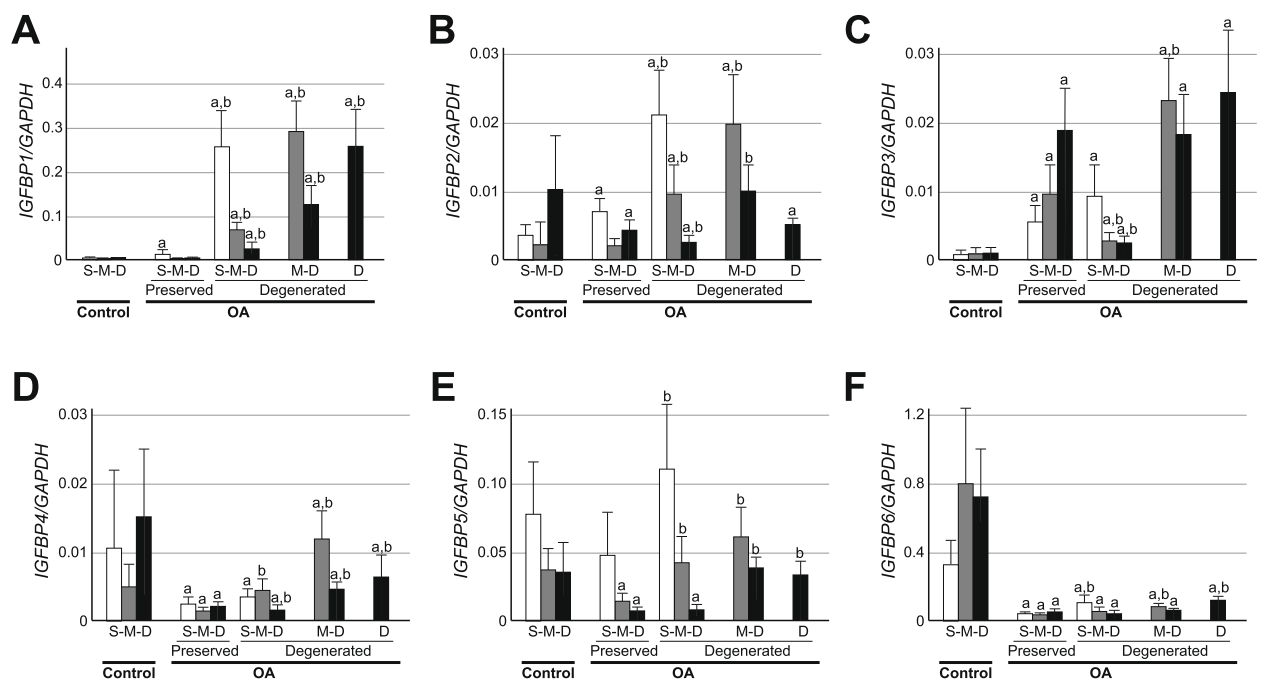 A
IGFBP1/GAPDH
0.4
0.3
0.2
0.1
0
a
a,b
a,b
a,b
a,b
a,b
a,b
S-M-D S-M-D S-M-D M-D D
Preserved Degenerated
Control OA
B
IGFBP2/GAPDH
0.03
0.02
0.01
0
a
a
a,b
a,b
a
a,b
b
a
S-M-D S-M-D S-M-D M-D D
Preserved Degenerated
Control OA
C
IGFBP3/GAPDH
0.03
0.02
0.01
0
a
a
a
a
a,b
a,b
a,b
a
a
S-M-D S-M-D S-M-D M-D D
Preserved Degenerated
Control OA
D
IGFBP4/GAPDH
0.03
0.02
0.01
0
a
a
a
a
b
a,b
a,b
a,b
a,b
S-M-D S-M-D S-M-D M-D D
Preserved Degenerated
Control OA
E
IGFBP5/GAPDH
0.15
0.10
0.05
0
a
a
b
b
a
b
b
b
S-M-D S-M-D S-M-D M-D D
Preserved Degenerated
Control OA
F
IGFBP6/GAPDH
1.2
0.8
0.4
0
a
a
a
a,b
a
a
a,b
a
a,b
S-M-D S-M-D S-M-D M-D D
Preserved Degenerated
Control OA